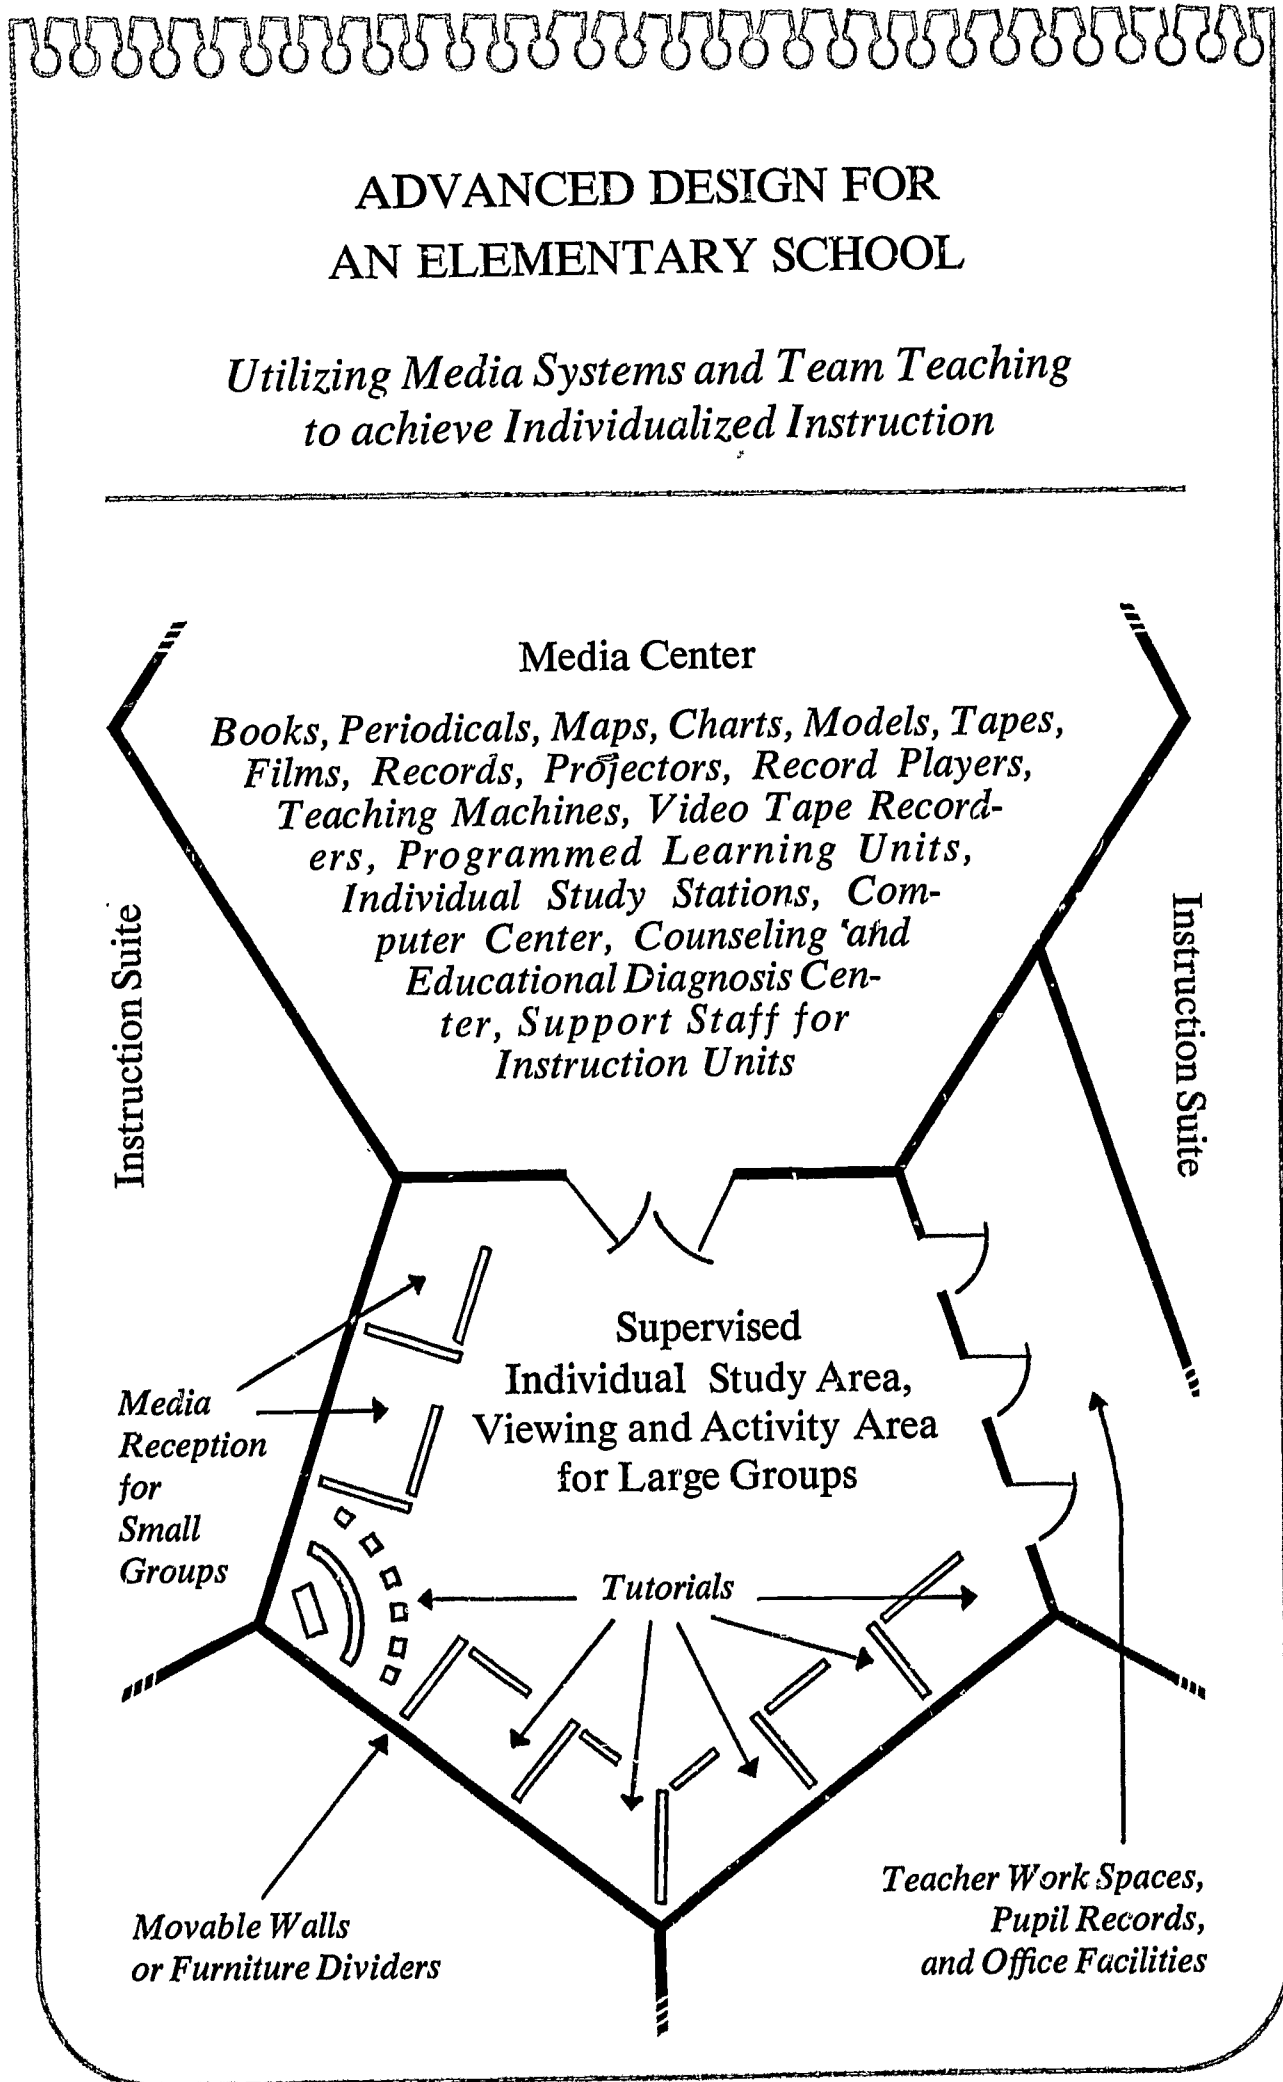 ADVANCED DESIGN FOR
AN ELEMENTARY SCHOOL
Utilizing Media Systems and Team Teaching
to achieve Individualized Instruction
Media Center
Books, Periodicals, Maps, Charts, Models, Tapes,
Films, Records, Projectors, Record Players,
Teaching Machines, Video Tape Record-
ers, Programmed Learning Units,
Individual Study Stations, Com-
puter Center, Counseling and
Educational Diagnosis Cen-
ter, Support Staff for
Instruction Units
Instruction Suite
Instruction Suite
Supervised
Individual Study Area,
Viewing and Activity Area
for Large Groups
Media
Reception
for
Small
Groups
Tutorials
Movable Walls
or Furniture Dividers
Teacher Work Spaces,
Pupil Records,
and Office Facilities